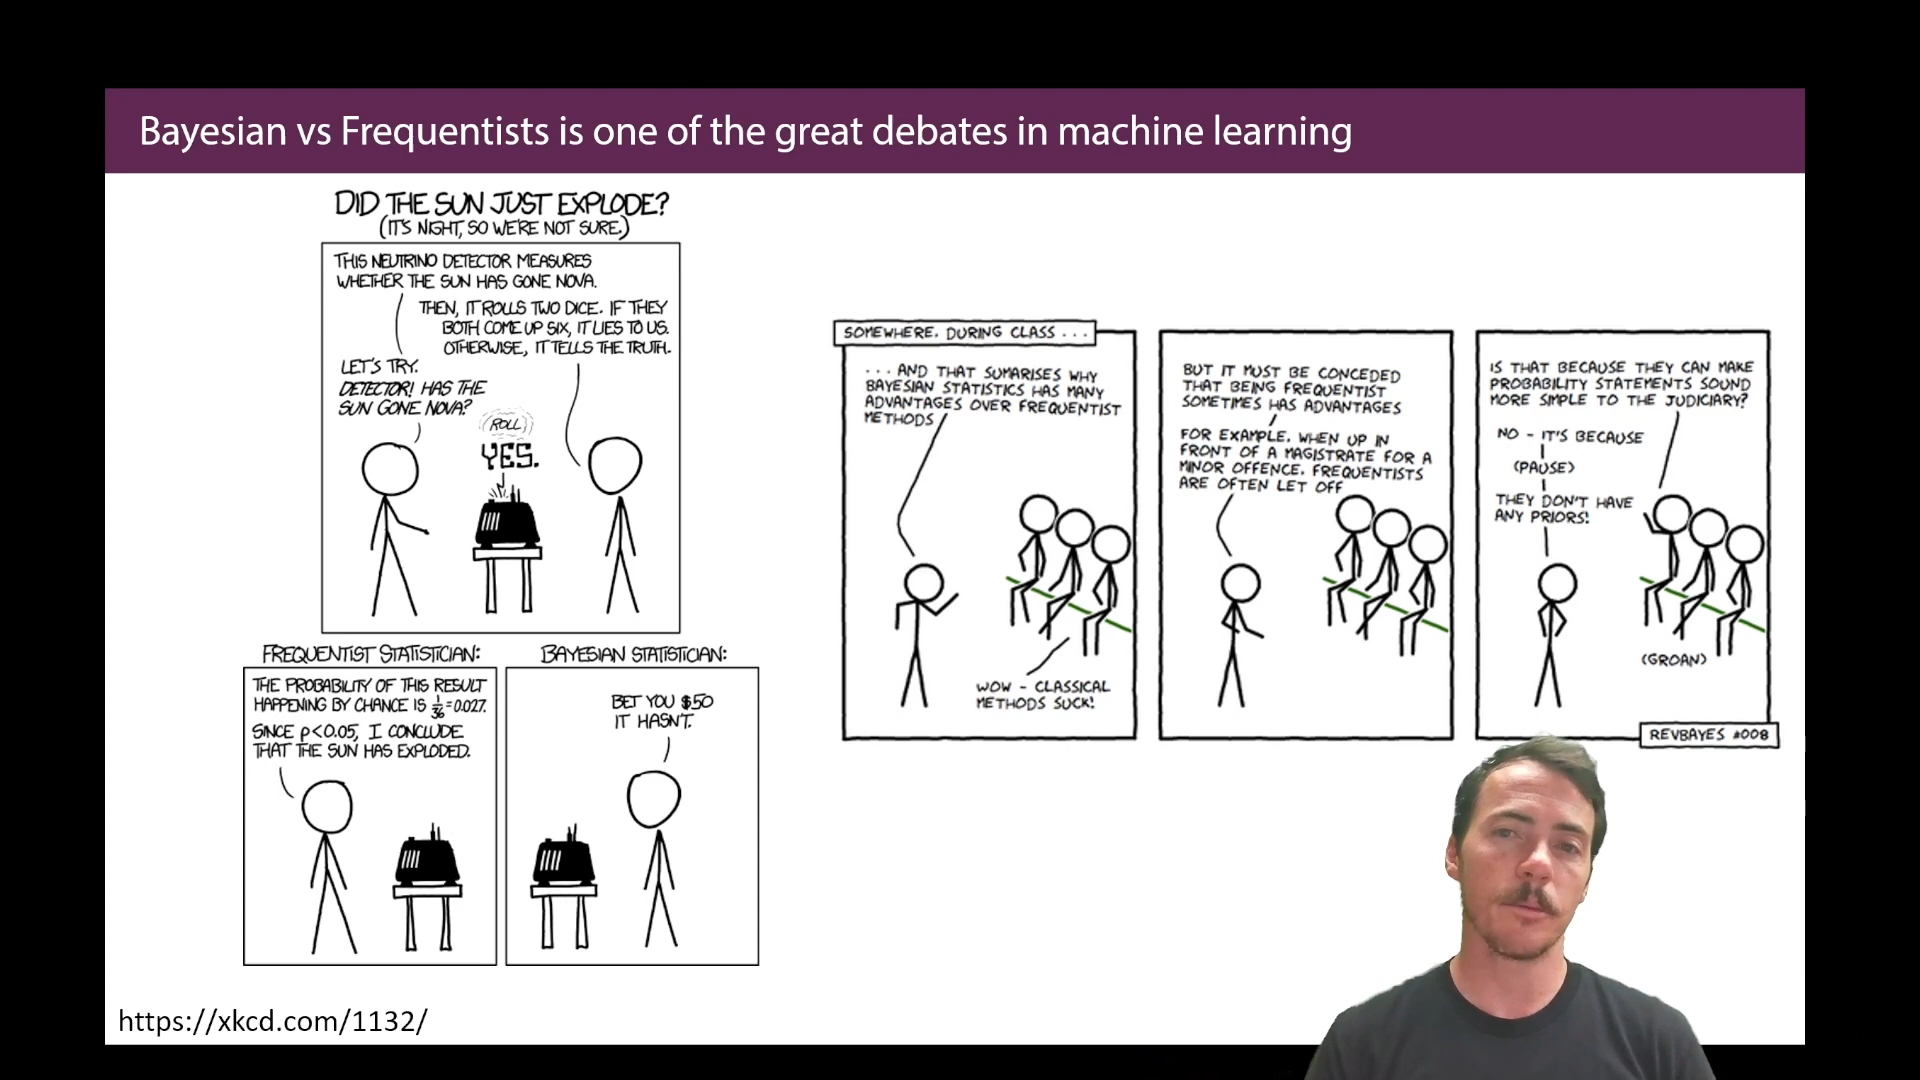 Bayesian vs Frequentists is one of the great debates in machine learning
DID THE SUN JUST EXPLODE?
(IT'S NIGHT, SO WE'RE NOT SURE.)
THIS NEUTRINO DETECTOR MEASURES
WHETHER THE SUN HAS GONE NOVA.
THEN, IT ROLLS TWO DICE. IF THEY
BOTH COME UP SIX, IT LIES TO US.
OTHERWISE, IT TELLS THE TRUTH.
LET'S TRY.
DETECTOR! HAS THE
SUN GONE NOVA?
(ROLL)
YES.
FREQUENTIST STATISTICIAN:
THE PROBABILITY OF THIS RESULT
HAPPENING BY CHANCE IS 1/36=0.027.
SINCE p<0.05, I CONCLUDE
THAT THE SUN HAS EXPLODED.
BAYESIAN STATISTICIAN:
BET YOU $50
IT HASN'T.
SOMEWHERE, DURING CLASS . . .
. . . AND THAT SUMARISES WHY
BAYESIAN STATISTICS HAS MANY
ADVANTAGES OVER FREQUENTIST
METHODS
WOW - CLASSICAL
METHODS SUCK!
BUT IT MUST BE CONCEDED
THAT BEING FREQUENTIST
SOMETIMES HAS ADVANTAGES
FOR EXAMPLE, WHEN UP IN
FRONT OF A MAGISTRATE FOR A
MINOR OFFENCE, FREQUENTISTS
ARE OFTEN LET OFF
IS THAT BECAUSE THEY CAN MAKE
PROBABILITY STATEMENTS SOUND
MORE SIMPLE TO THE JUDICIARY?
NO - IT'S BECAUSE
(PAUSE)
THEY DON'T HAVE
ANY PRIORS!
(GROAN)
REVBAYES #008
https://xkcd.com/1132/